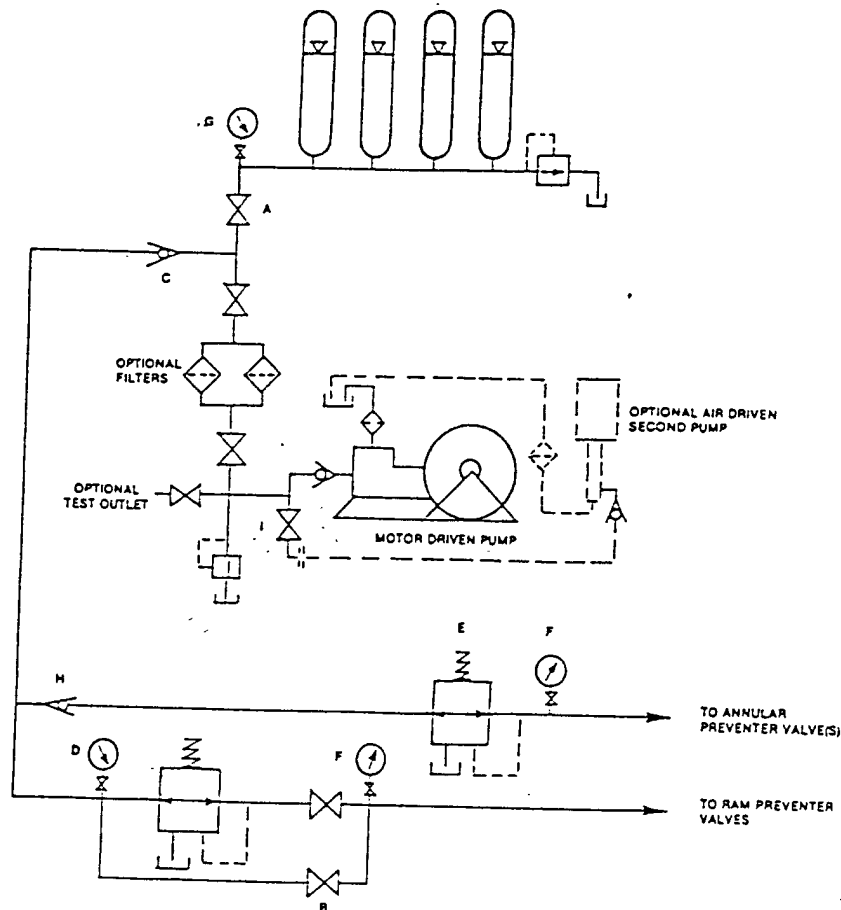 G
A
C
OPTIONAL
FILTERS
OPTIONAL AIR DRIVEN
SECOND PUMP
OPTIONAL
TEST OUTLET
MOTOR DRIVEN PUMP
E
F
H
TO ANNULAR
PREVENTER VALVE(S)
D
F
TO RAM PREVENTER
VALVES
B